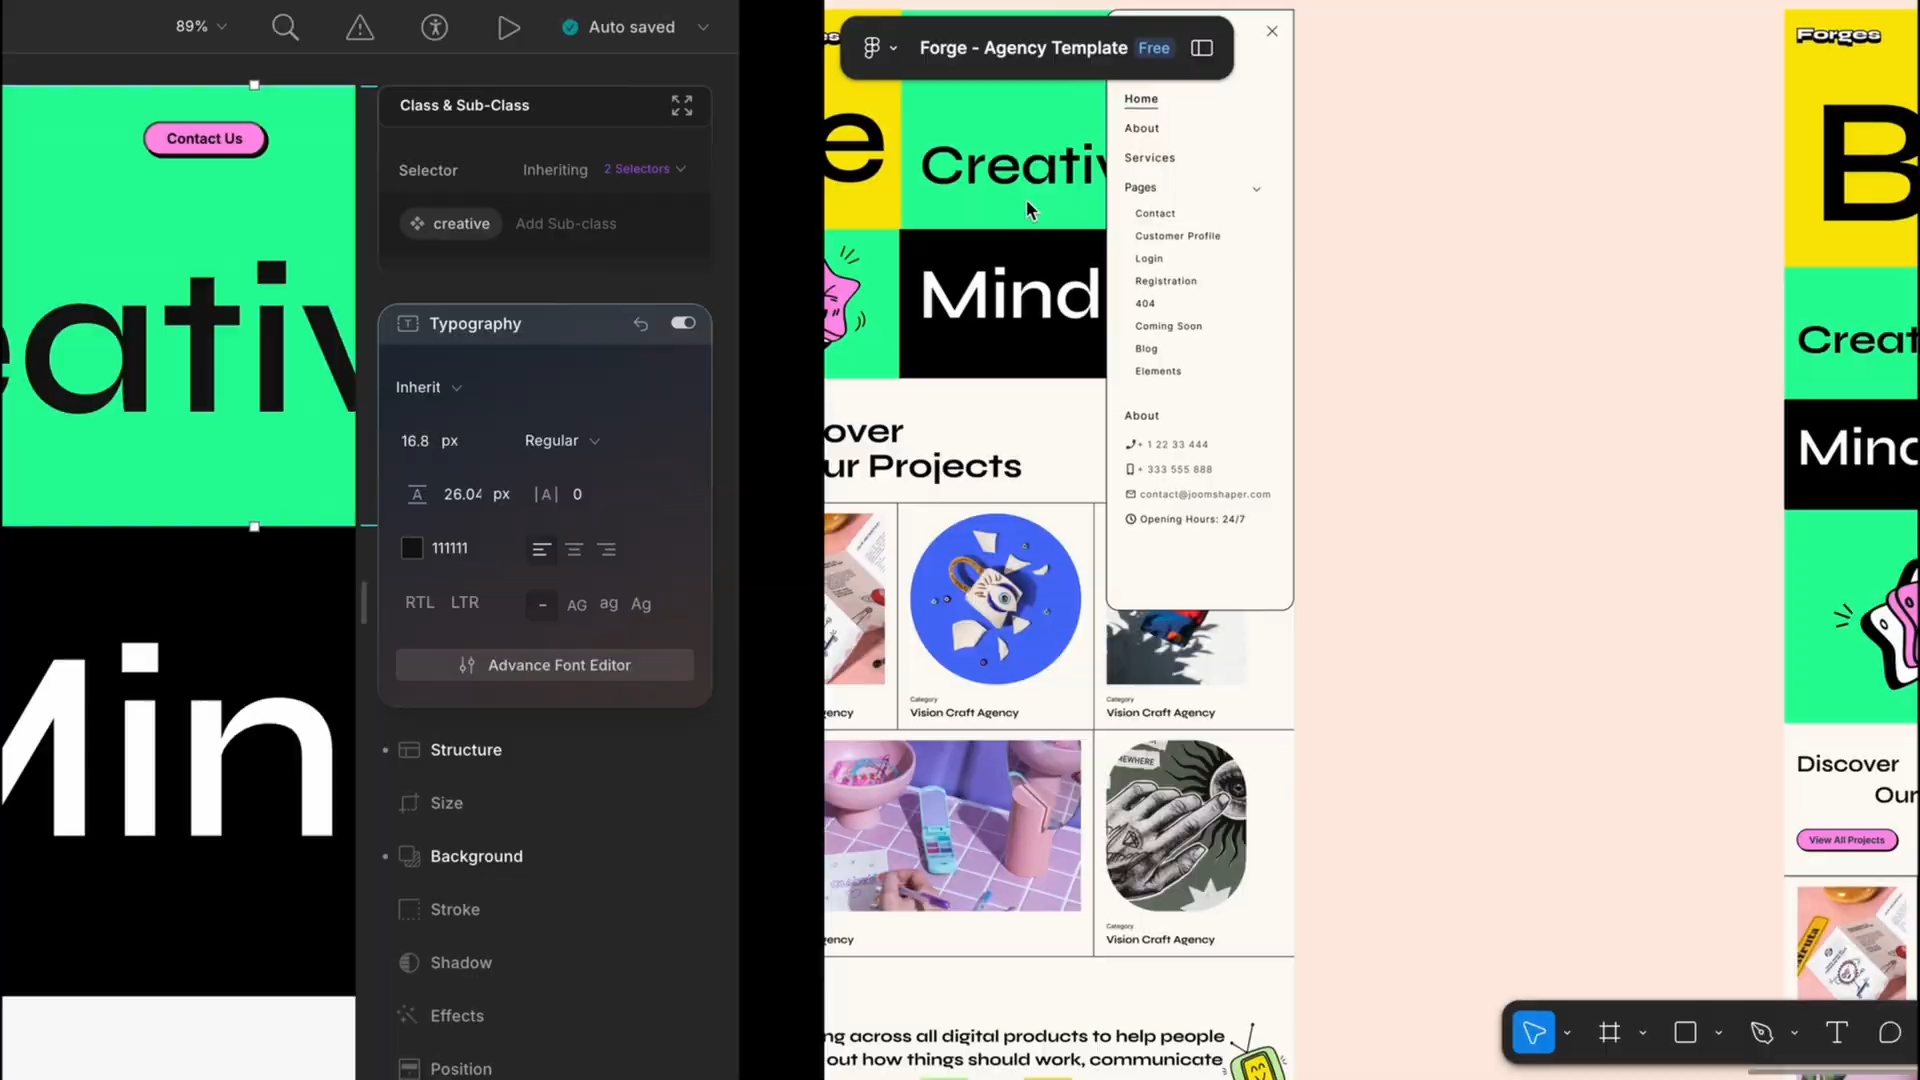 89%
Auto saved
Contact Us
eativ
Min
Class & Sub-Class
Selector
Inheriting
2 Selectors
creative
Add Sub-class
Typography
Inherit
16.8 px
Regular
26.04 px
|A| 0
111111
RTL LTR
- AG ag Ag
Advance Font Editor
Structure
Size
Background
Stroke
Shadow
Effects
Position
Forge - Agency Template Free
e
Creativ
Mind
Home
About
Services
Pages
Contact
Customer Profile
Login
Registration
404
Coming Soon
Blog
Elements
About
+ 1 22 33 444
+ 333 555 888
contact@joomshaper.com
Opening Hours: 24/7
over
ur Projects
ency
Category
Vision Craft Agency
Category
Vision Craft Agency
MEWHERE
ency
Category
Vision Craft Agency
ng across all digital products to help people
out how things should work, communicate
Forges
B
Creat
Mind
Discover
Our
View All Projects